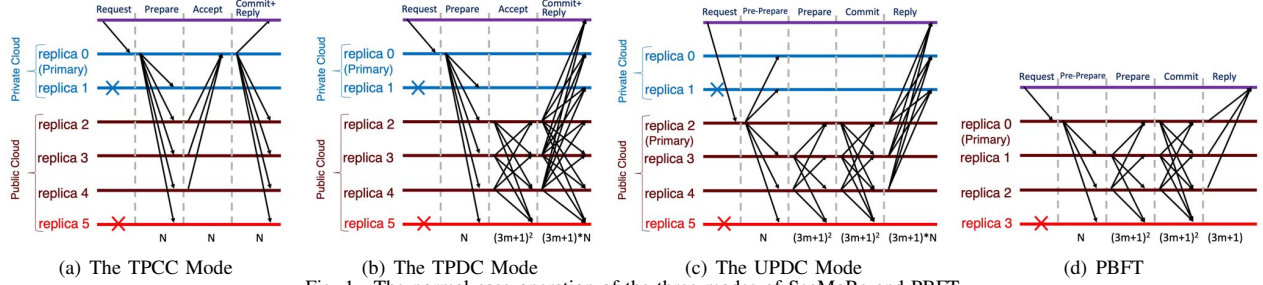 Request Prepare Accept Commit+ Reply
Private Cloud
replica 0
(Primary)
replica 1
Public Cloud
replica 2
replica 3
replica 4
replica 5
N N N
(a) The TPCC Mode
Request Prepare Accept Commit+ Reply
Private Cloud
replica 0
(Primary)
replica 1
Public Cloud
replica 2
replica 3
replica 4
replica 5
N (3m+1)² (3m+1)*N
(b) The TPDC Mode
Request Pre-Prepare Prepare Commit Reply
Private Cloud
replica 0
replica 1
Public Cloud
replica 2
(Primary)
replica 3
replica 4
replica 5
N (3m+1)² (3m+1)² (3m+1)*N
(c) The UPDC Mode
Request Pre-Prepare Prepare Commit Reply
replica 0
(Primary)
replica 1
replica 2
replica 3
N (3m+1)² (3m+1)² (3m+1)
(d) PBFT
Fig. 1. The normal case operation of the three modes of SeeMoRe and PBFT